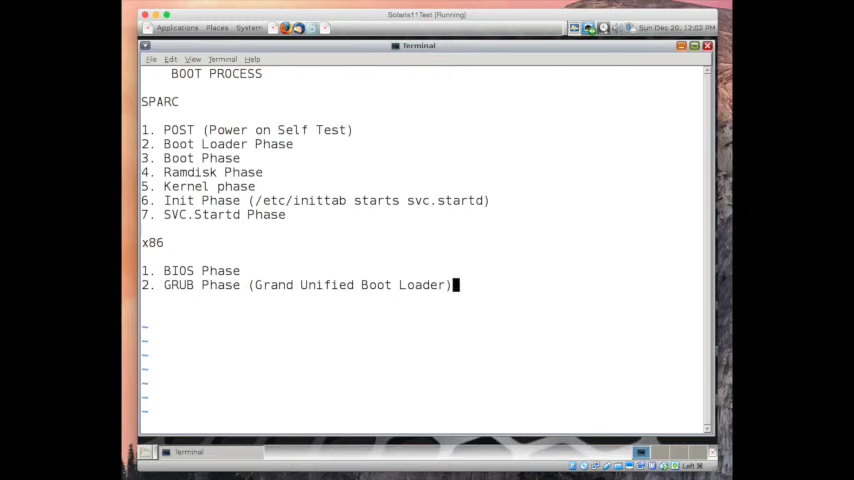 Solaris11Test [Running]
Applications Places System
Sun Dec 20, 12:02 PM
Terminal
File Edit View Terminal Help
BOOT PROCESS
SPARC
1. POST (Power on Self Test)
2. Boot Loader Phase
3. Boot Phase
4. Ramdisk Phase
5. Kernel phase
6. Init Phase (/etc/inittab starts svc.startd)
7. SVC.Startd Phase
x86
1. BIOS Phase
2. GRUB Phase (Grand Unified Boot Loader)
~
~
~
~
~
~
~
Terminal
Left ⌘